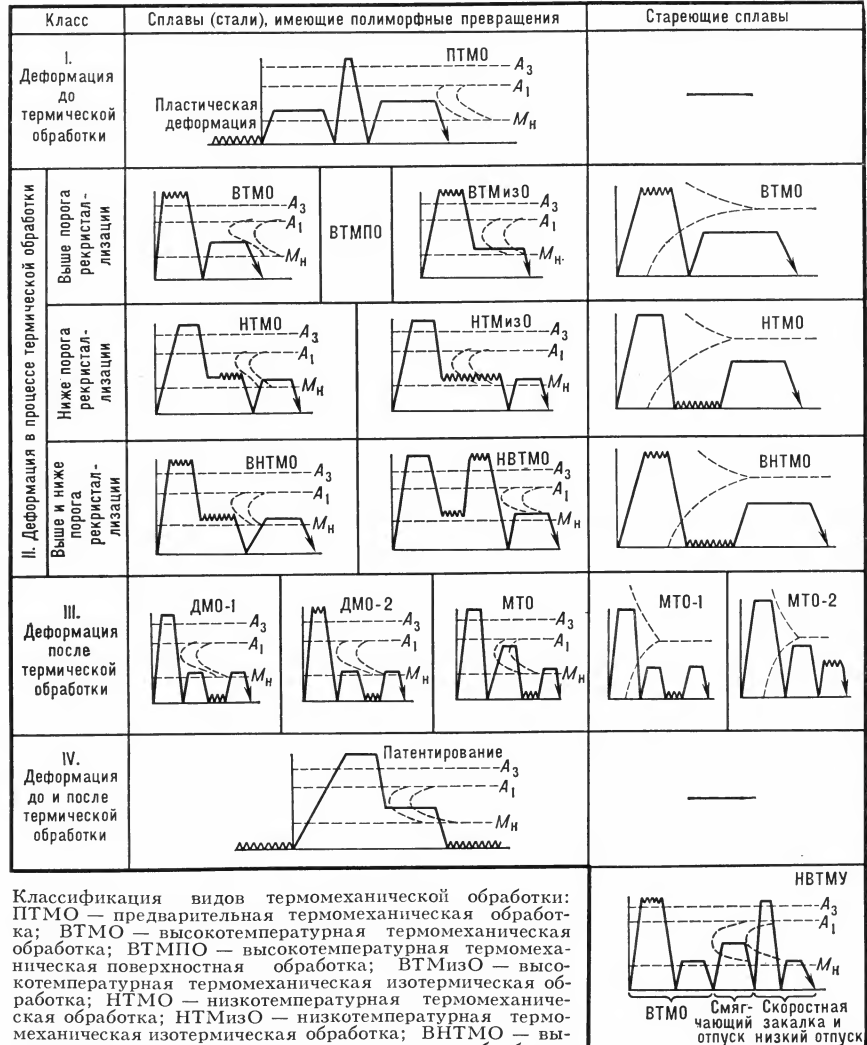 Класс
Сплавы (стали), имеющие полиморфные превращения
Стареющие сплавы
I.
Деформация
до
термической
обработки
ПТМО
Пластическая
деформация
A3
A1
Mн
II. Деформация в процессе термической обработки
Выше порога
рекристал-
лизации
ВТМО
A3
A1
Mн
ВТМПО
ВТМизО
A3
A1
Mн.
ВТМО
Ниже порога
рекристал-
лизации
НТМО
A3
A1
Mн
НТМизО
A3
A1
Mн
НТМО
Выше и ниже
порога
рекристал-
лизации
ВНТМО
A3
A1
Mн
НВТМО
A3
A1
Mн
ВНТМО
III.
Деформация
после
термической
обработки
ДМО-1
A3
A1
Mн
ДМО-2
A3
A1
Mн
МТО
A3
A1
Mн
МТО-1
МТО-2
IV.
Деформация
до и после
термической
обработки
Патентирование
A3
A1
Mн
Классификация видов термомеханической обработки:
ПТМО — предварительная термомеханическая обработ-
ка; ВТМО — высокотемпературная термомеханическая
обработка; ВТМПО — высокотемпературная термомеха-
ническая поверхностная обработка; ВТМизО — высо-
котемпературная термомеханическая изотермическая об-
работка; НТМО — низкотемпературная термомеханиче-
ская обработка; НТМизО — низкотемпературная термо-
механическая изотермическая обработка; ВНТМО — вы-
НВТМУ
A3
A1
Mн
ВТМО
Смяг-
чающий
отпуск
Скоростная
закалка и
низкий отпуск